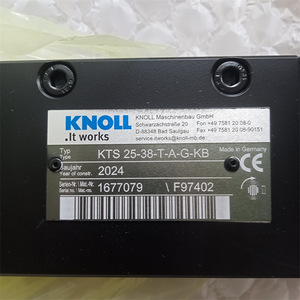 KNOLL
.It works
KNOLL Maschinenbau GmbH
Schwarzachstraße 20
D-88348 Bad Saulgau
Fon +49 7581 20 08-0
Fax +49 7581 20 08-90151
service.itworks@knoll-mb.de
Typ
Type
KTS 25-38-T-A-G-KB
Baujahr
Year of constr.
2024
Made in Germany
Serien-Nr. \ Mat.-Nr.
Serial-No. \ Mat.-No.
1677079 \ F97402
CE